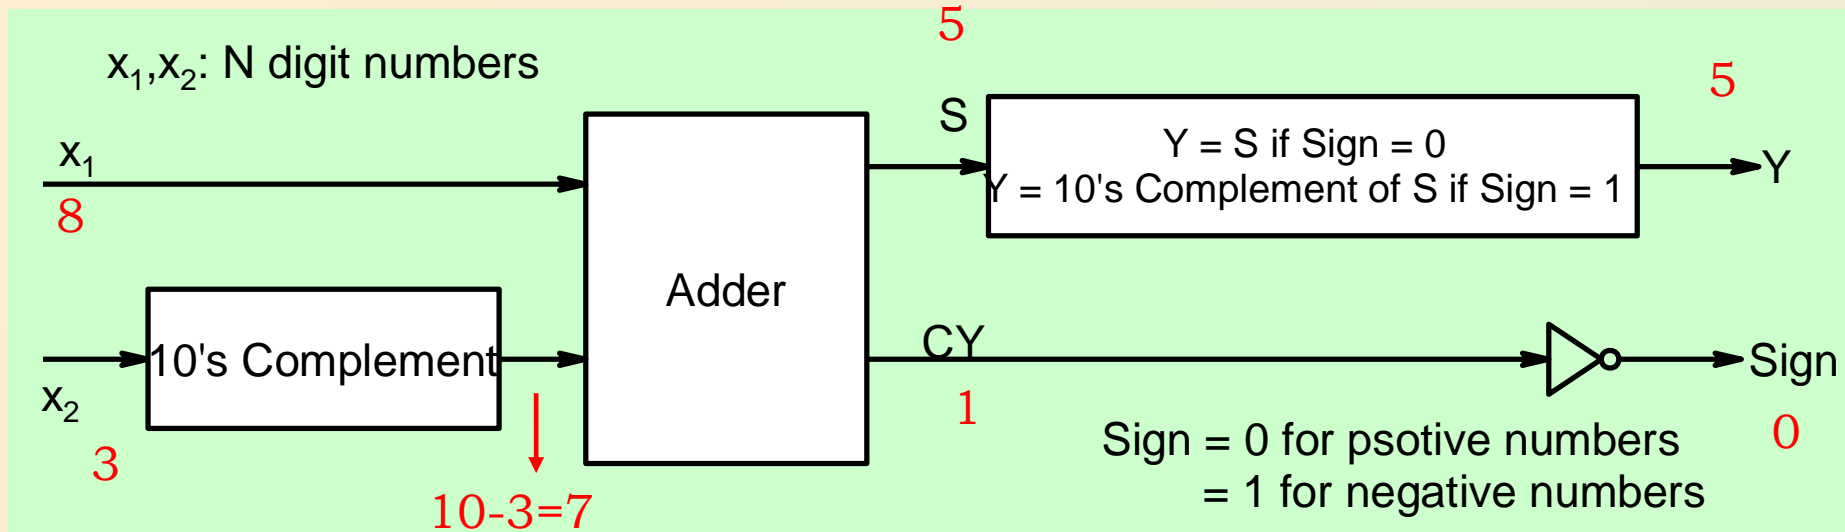 5
x₁,x₂: N digit numbers
5
S
Y = S if Sign = 0
Y = 10's Complement of S if Sign = 1
Y
x₁
8
Adder
10's Complement
CY
Sign
x₂
3
1
0
Sign = 0 for psotive numbers
= 1 for negative numbers
10-3=7